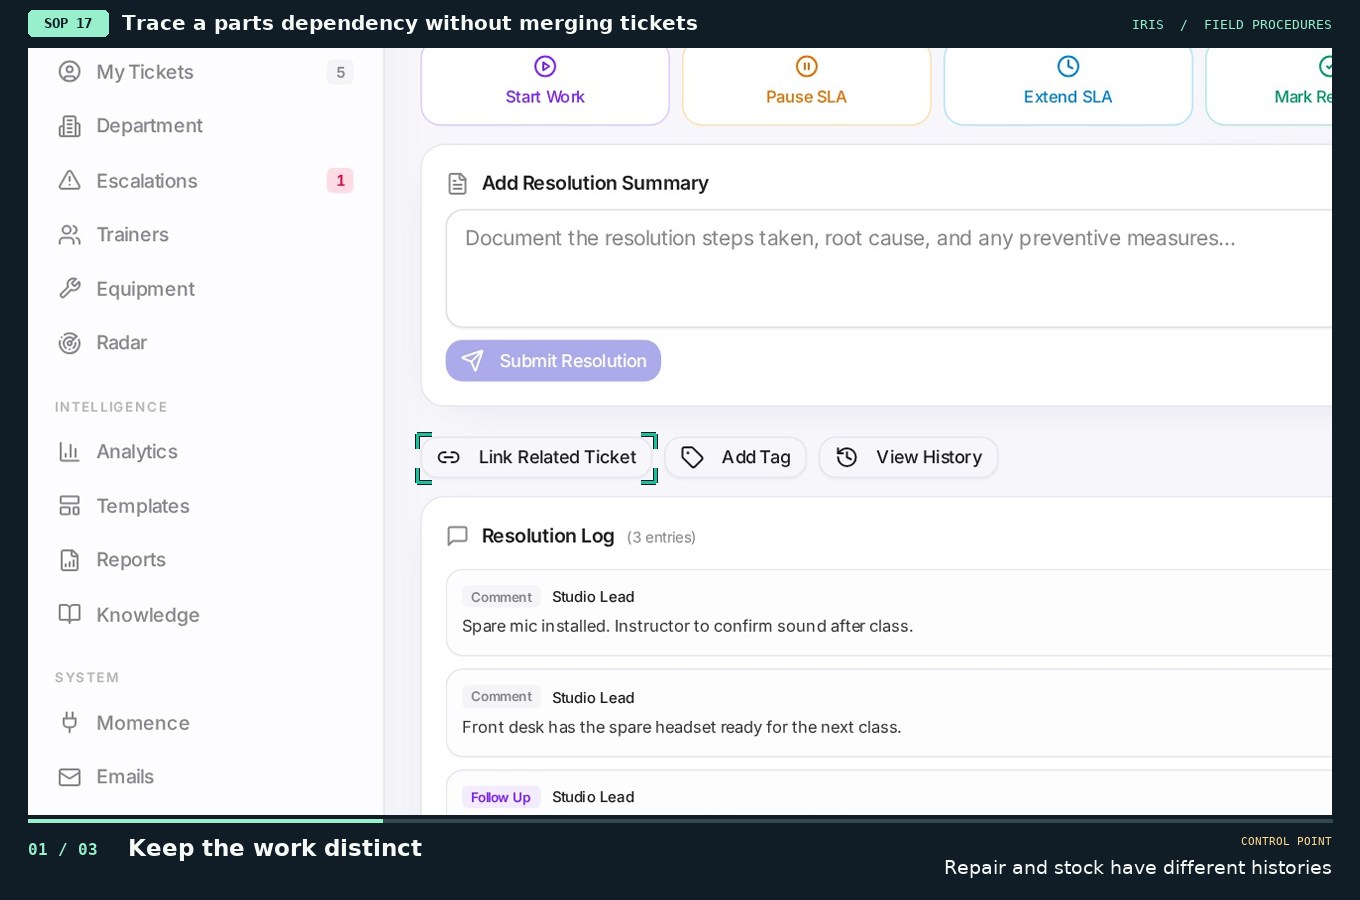 SOP 17 Trace a parts dependency without merging tickets
IRIS / FIELD PROCEDURES
My Tickets 5
Department
Escalations 1
Trainers
Equipment
Radar
INTELLIGENCE
Analytics
Templates
Reports
Knowledge
SYSTEM
Momence
Emails
Start Work
Pause SLA
Extend SLA
Mark Re
Add Resolution Summary
Document the resolution steps taken, root cause, and any preventive measures...
Submit Resolution
Link Related Ticket
Add Tag
View History
Resolution Log (3 entries)
Comment Studio Lead
Spare mic installed. Instructor to confirm sound after class.
Comment Studio Lead
Front desk has the spare headset ready for the next class.
Follow Up Studio Lead
01 / 03 Keep the work distinct
CONTROL POINT
Repair and stock have different histories